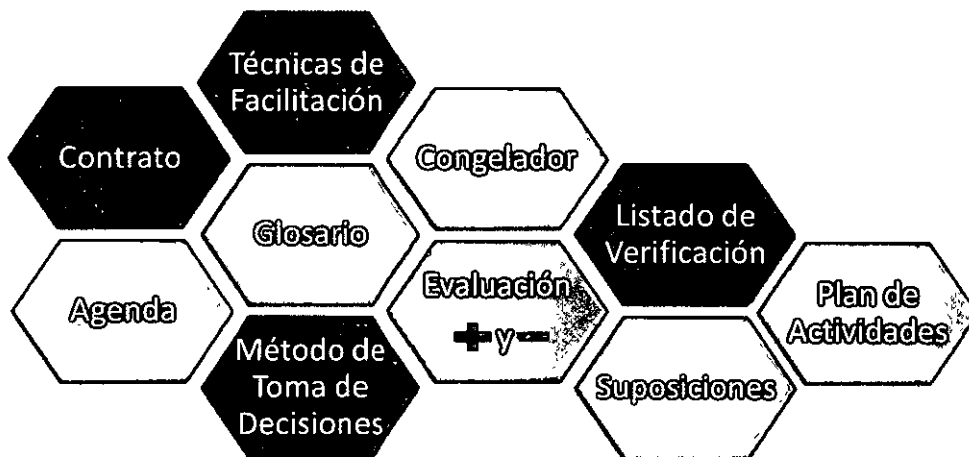 Técnicas de
Facilitación
Contrato
Congelador
Glosario
Listado de
Verificación
Agenda
Evaluación
+ y -
Plan de
Actividades
Método de
Toma de
Decisiones
Suposiciones